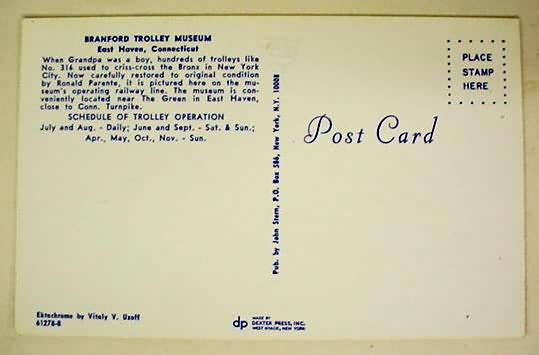 BRANFORD TROLLEY MUSEUM
East Haven, Connecticut
When Grandpa was a boy, hundreds of trolleys like
No. 316 used to criss-cross the Bronx in New York
City. Now carefully restored to original condition
by Ronald Parente, it is pictured here on the mu-
seum's operating railway line. The museum is con-
veniently located near The Green in East Haven,
close to Conn. Turnpike.
SCHEDULE OF TROLLEY OPERATION
July and Aug. - Daily; June and Sept. - Sat. & Sun.;
Apr., May, Oct., Nov. - Sun.
Ektachrome by Vitaly V. Uzoff
61278-B
Pub. by John Stern, P.O. Box 586, New York, N.Y. 10008
dp
MADE BY
DEXTER PRESS, INC.
WEST NYACK, NEW YORK
Post Card
PLACE
STAMP
HERE